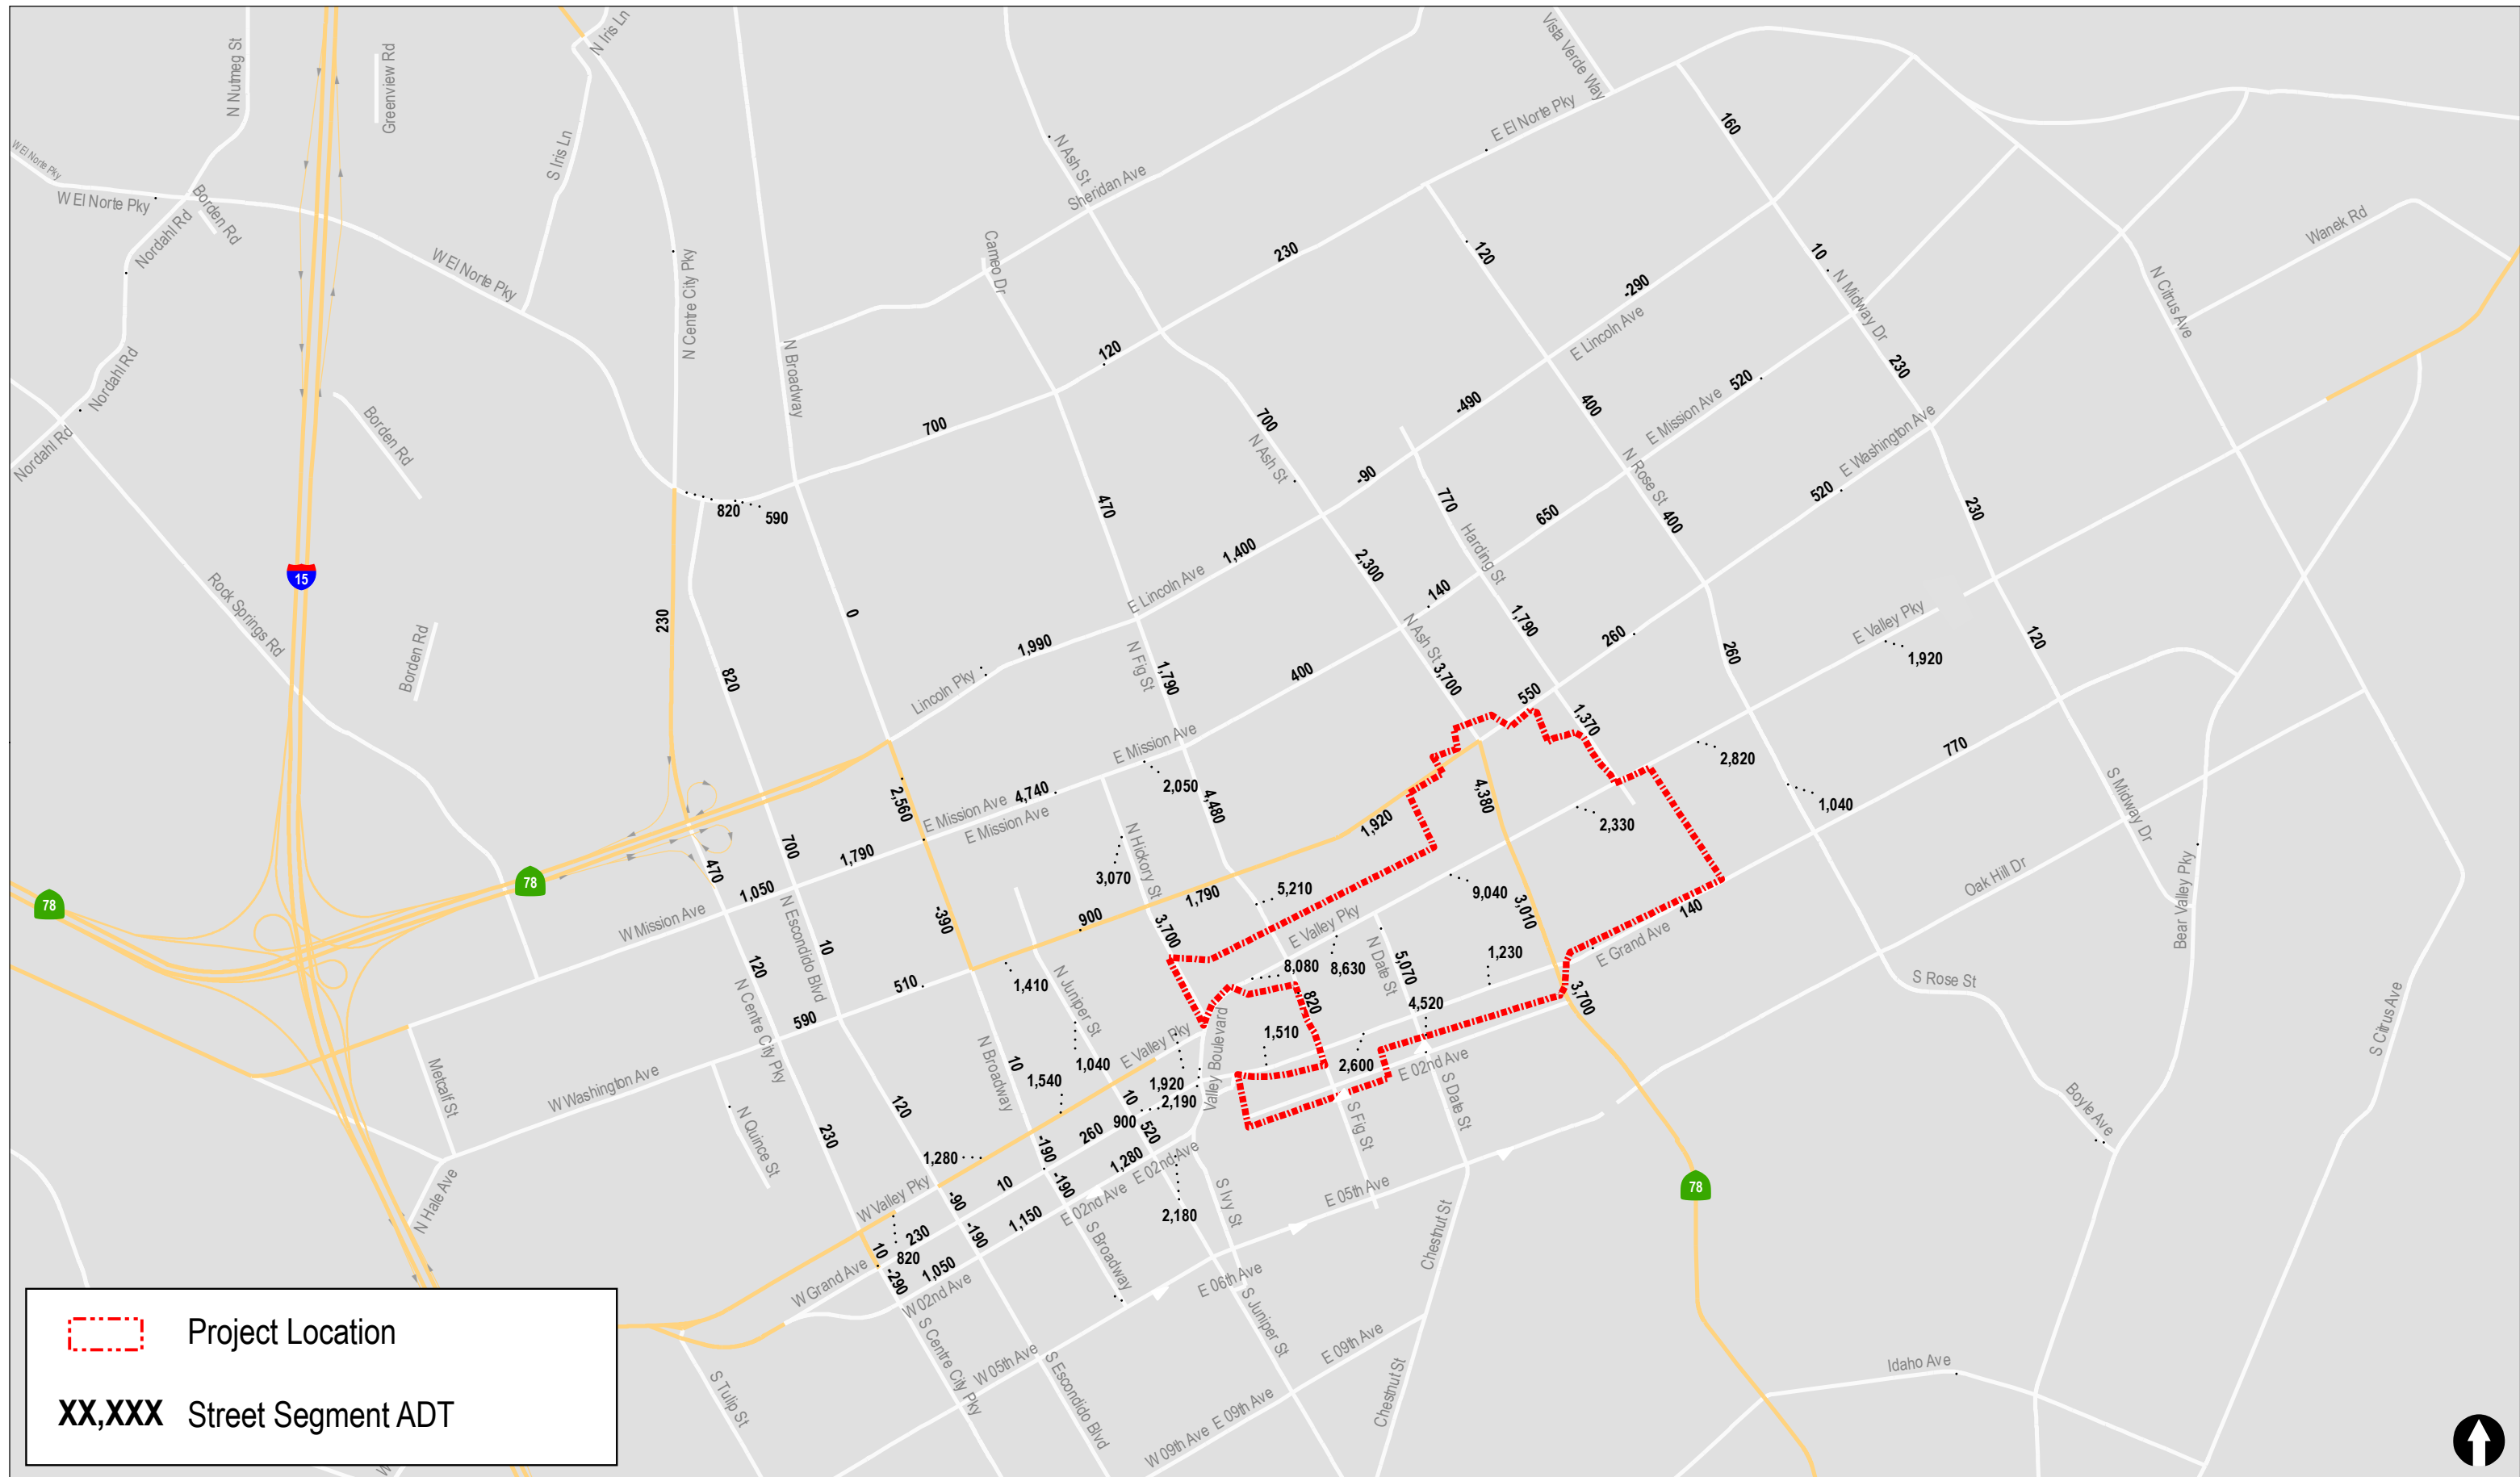 N Nutmeg St
Greenview Rd
N Iris Ln
S Iris Ln
Vista Verde Way
E El Norte Pky
160
W El Norte Pky
W El Norte Pky
Borden Rd
Nordahl Rd
W El Norte Pky
N Centre City Pky
N Ash St
Sheridan Ave
Cameo Dr
230
120
10
N Midway Dr
N Citrus Ave
Wanek Rd
-290
E Lincoln Ave
Nordahl Rd
N Broadway
120
700
Borden Rd
Nordahl Rd
700
N Ash St
-490
400
E Mission Ave
520
230
E Washington Ave
820
590
470
-90
770
N Rose St
400
520
230
15
Rock Springs Rd
230
0
1,400
E Lincoln Ave
2,300
650
Harding St
140
Borden Rd
820
1,990
Lincoln Pky
N Fig St
1,790
400
N Ash St
3,700
1,790
260
260
E Valley Pky
1,920
120
550
1,370
E Mission Ave
2,050
2,820
770
1,040
2,560
E Mission Ave
4,740
E Mission Ave
4,480
1,920
4,380
2,330
S Midway Dr
78
78
470
700
1,790
1,050
3,070
N Hickory St
5,210
9,040
3,010
140
E Grand Ave
Oak Hill Dr
Bear Valley Pky
W Mission Ave
N Escondido Blvd
10
-390
900
1,790
3,700
E Valley Pky
8,080
8,630
N Date St
5,070
1,230
S Rose St
120
N Centre City Pky
510
590
1,410
N Juniper St
820
4,520
3,700
S Citrus Ave
Metcalf St
W Washington Ave
N Quince St
N Broadway
10
1,540
1,040
E Valley Pky
1,920
2,190
Valley Boulevard
1,510
2,600
E 02nd Ave
S Date St
S Fig St
Boyle Ave
230
120
10
900
520
260
-190
-190
1,280
1,280
E 02nd Ave
E 02nd Ave
2,180
S Ivy St
E 05th Ave
78
N Hale Ave
W Valley Pky
10
-90
-190
1,150
230
820
10
-290
1,050
W Grand Ave
W 02nd Ave
S Broadway
E 06th Ave
Chestnut St
S Centre City Pky
W 05th Ave
S Escondido Blvd
S Juniper St
E 09th Ave
E 09th Ave
W 09th Ave
Chestnut St
S Tulip St
Idaho Ave
Project Location
XX,XXX Street Segment ADT